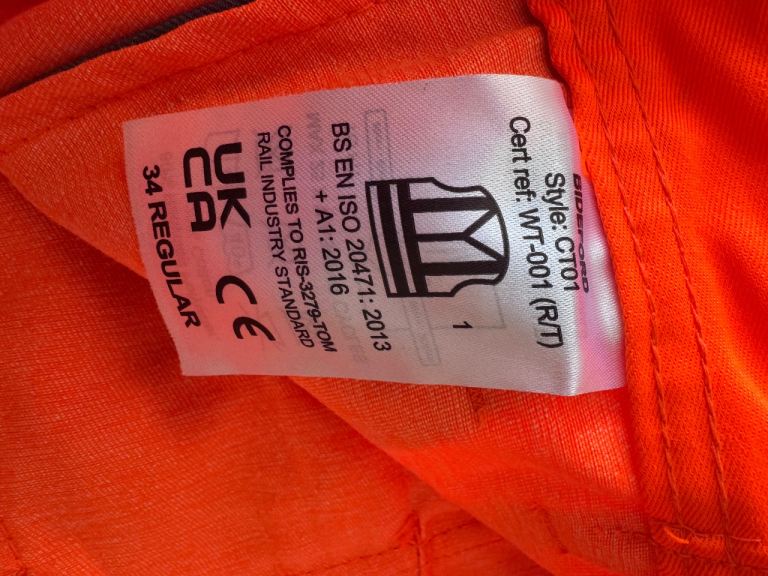 BIDEFORD
Style: CT01
Cert ref: WT-001 (R/T)
1
BS EN ISO 20471: 2013
+ A1: 2016
COMPLIES TO RIS-3279-TOM
RAIL INDUSTRY STANDARD
UK
CA
CE
34 REGULAR